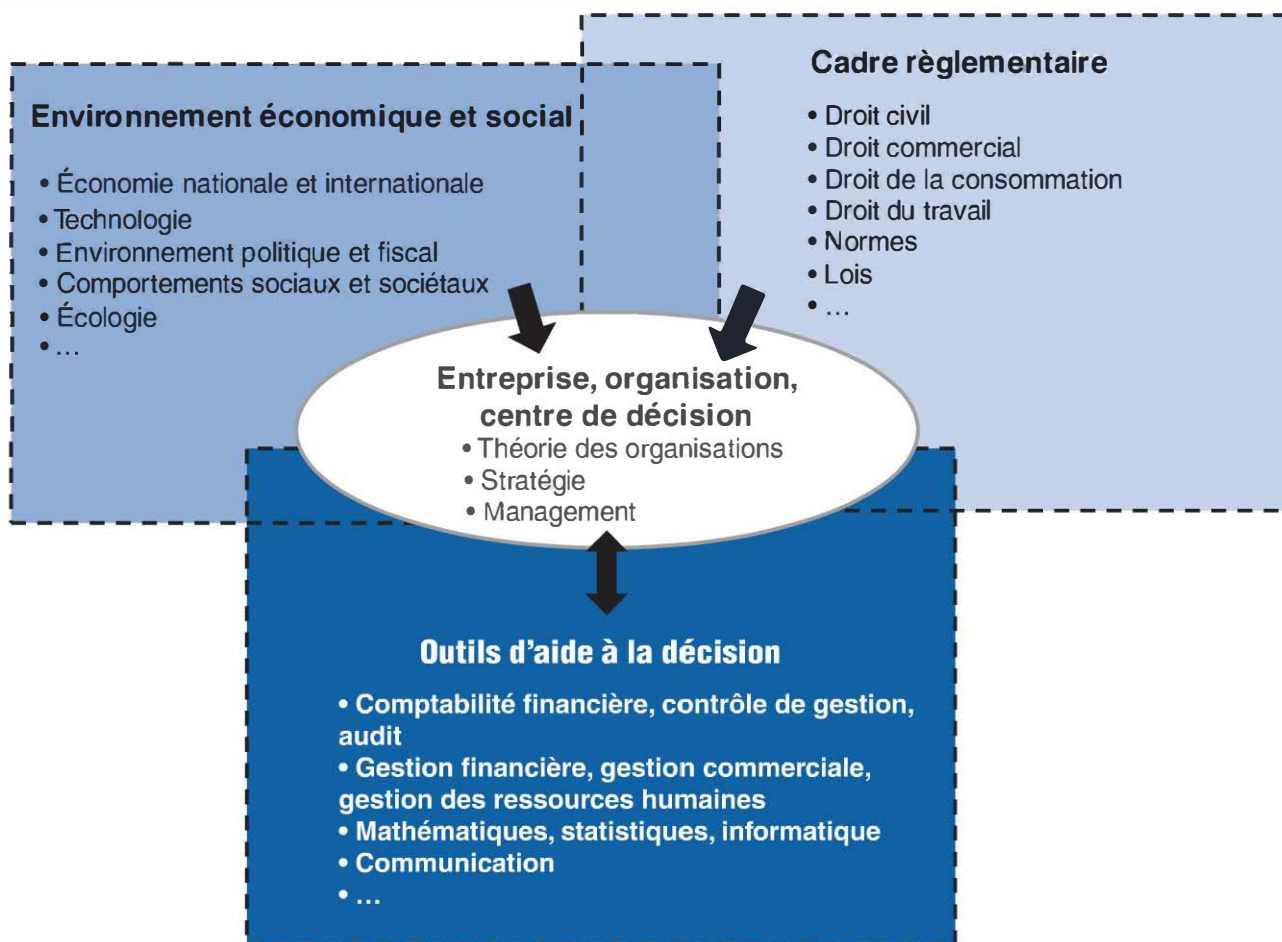 Environnement économique et social
• Économie nationale et internationale
• Technologie
• Environnement politique et fiscal
• Comportements sociaux et sociétaux
• Écologie
• ...
Cadre règlementaire
• Droit civil
• Droit commercial
• Droit de la consommation
• Droit du travail
• Normes
• Lois
• ...
Entreprise, organisation,
centre de décision
• Théorie des organisations
• Stratégie
• Management
Outils d'aide à la décision
• Comptabilité financière, contrôle de gestion,
audit
• Gestion financière, gestion commerciale,
gestion des ressources humaines
• Mathématiques, statistiques, informatique
• Communication
• ...